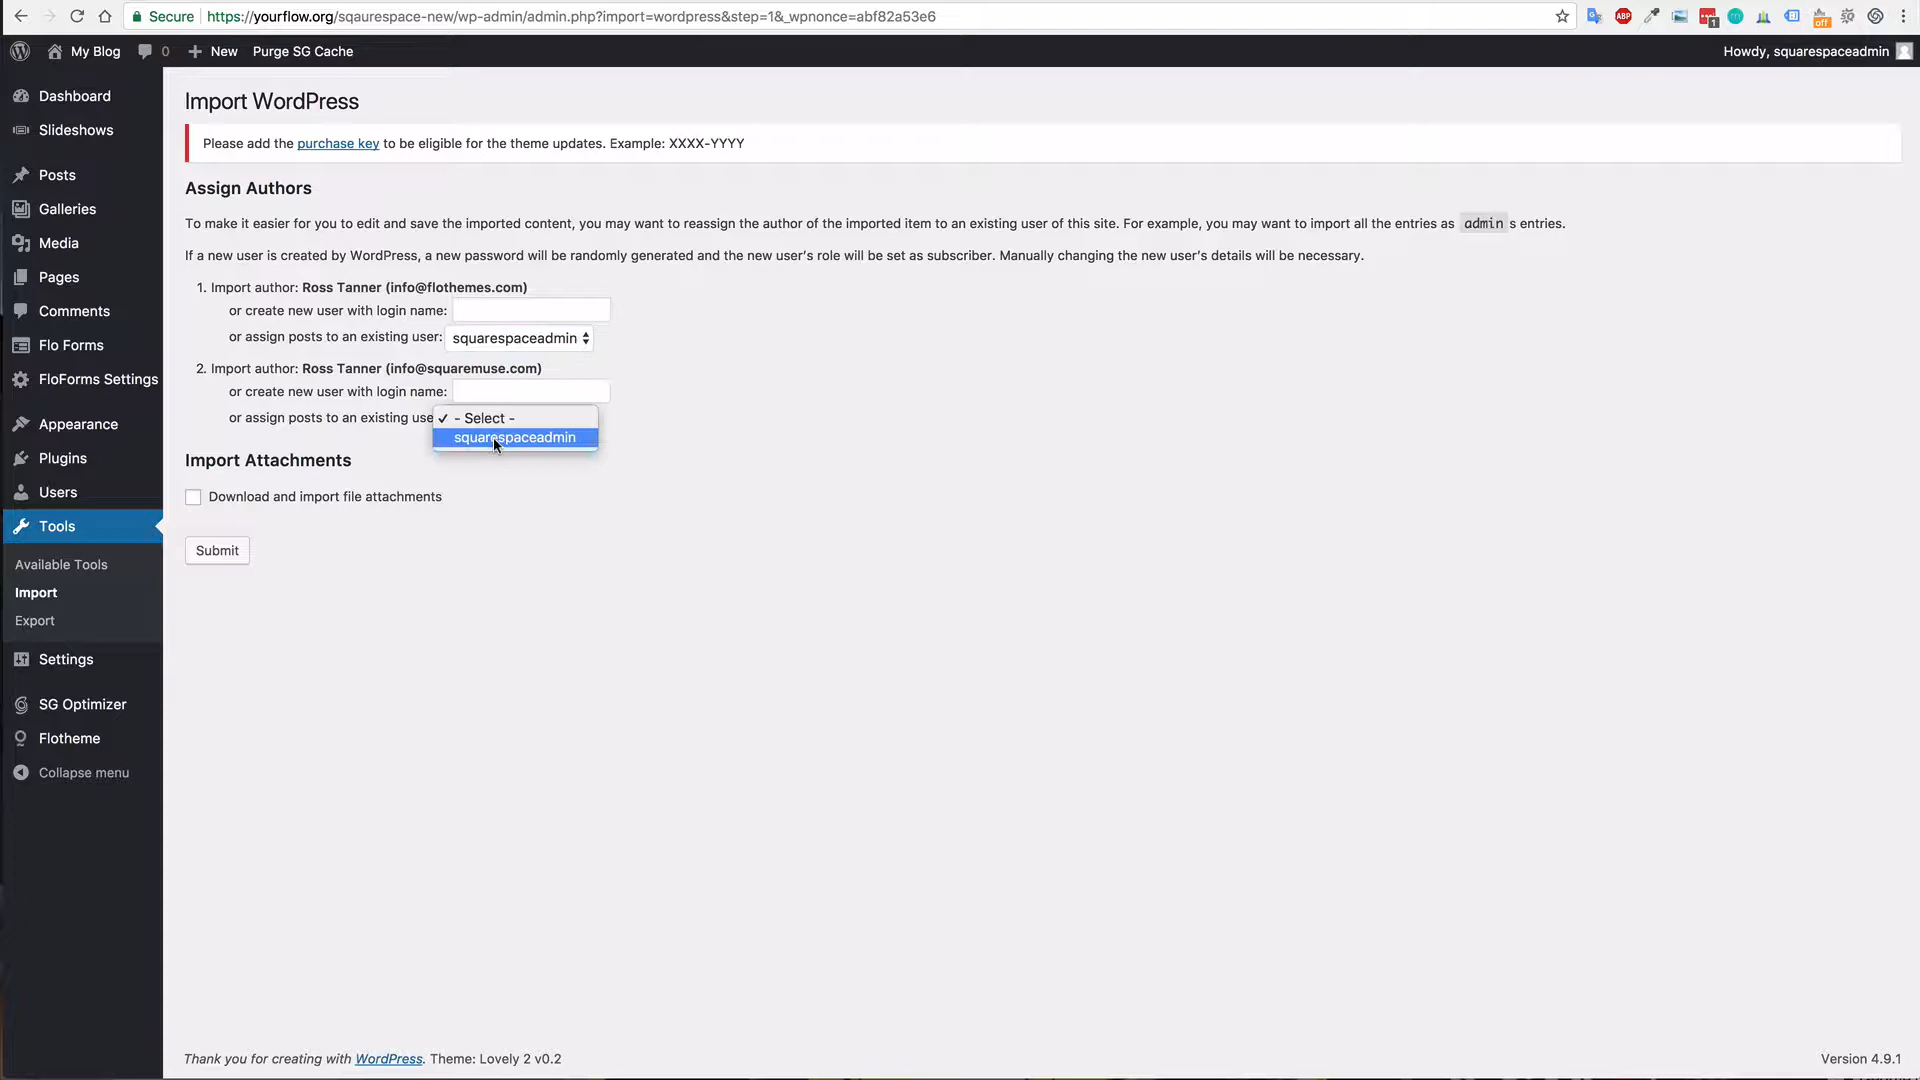 Secure https://yourflow.org/sqaurespace-new/wp-admin/admin.php?import=wordpress&step=1&_wpnonce=abf82a53e6
ABP
1
off
My Blog 0 New Purge SG Cache
Howdy, squarespaceadmin
Dashboard
Slideshows
Posts
Galleries
Media
Pages
Comments
Flo Forms
FloForms Settings
Appearance
Plugins
Users
Tools
Available Tools
Import
Export
Settings
SG Optimizer
Flotheme
Collapse menu
Import WordPress
Please add the purchase key to be eligible for the theme updates. Example: XXXX-YYYY
Assign Authors
To make it easier for you to edit and save the imported content, you may want to reassign the author of the imported item to an existing user of this site. For example, you may want to import all the entries as admin s entries.
If a new user is created by WordPress, a new password will be randomly generated and the new user's role will be set as subscriber. Manually changing the new user's details will be necessary.
1. Import author: Ross Tanner (info@flothemes.com)
or create new user with login name:
or assign posts to an existing user: squarespaceadmin
2. Import author: Ross Tanner (info@squaremuse.com)
or create new user with login name:
or assign posts to an existing use ✓ - Select -
squarespaceadmin
Import Attachments
Download and import file attachments
Submit
Thank you for creating with WordPress. Theme: Lovely 2 v0.2
Version 4.9.1